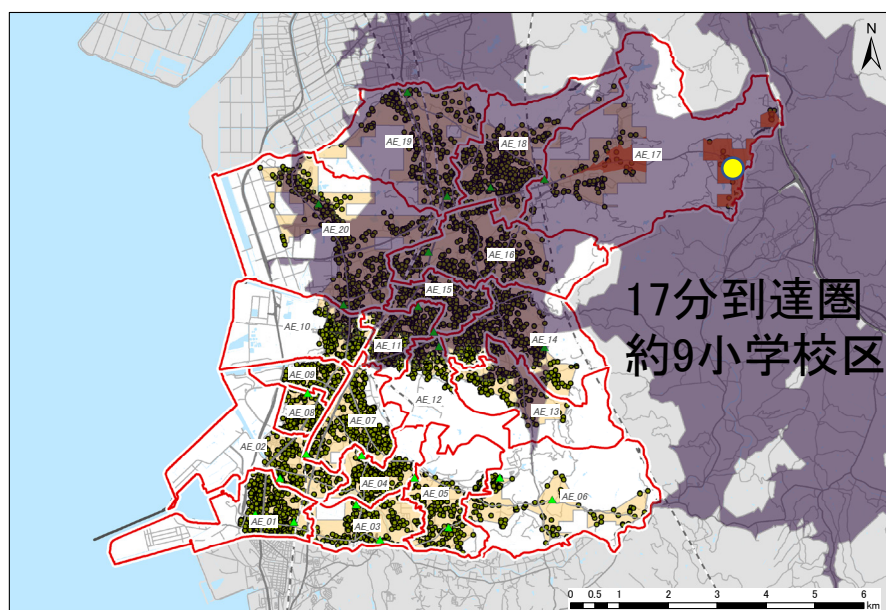 N
AE_19
AE_18
AE_17
AE_20
AE_16
AE_15
17分到達圏
約9小学校区
AE_10
AE_11
AE_14
AE_09
AE_12
AE_08
AE_07
AE_13
AE_02
AE_04
AE_05
AE_06
AE_01
AE_03
0 0.5 1 2 3 4 5 6
km